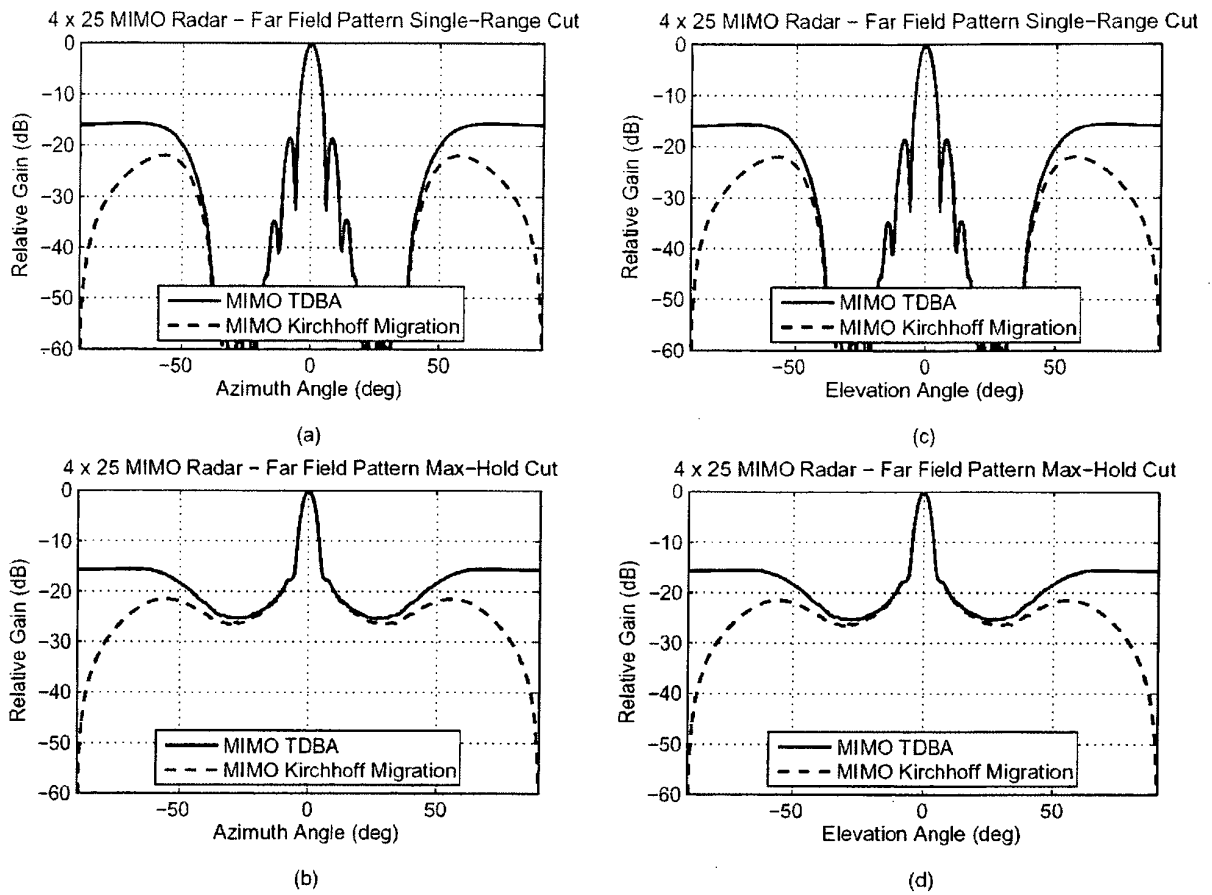 4 x 25 MIMO Radar − Far Field Pattern Single−Range Cut
0
−10
−20
−30
−40
−50
−60
Relative Gain (dB)
MIMO TDBA
MIMO Kirchhoff Migration
−50
0
50
Azimuth Angle (deg)
(a)
4 x 25 MIMO Radar − Far Field Pattern Single−Range Cut
0
−10
−20
−30
−40
−50
−60
Relative Gain (dB)
MIMO TDBA
MIMO Kirchhoff Migration
−50
0
50
Elevation Angle (deg)
(c)
4 x 25 MIMO Radar − Far Field Pattern Max−Hold Cut
0
−10
−20
−30
−40
−50
−60
Relative Gain (dB)
MIMO TDBA
MIMO Kirchhoff Migration
−50
0
50
Azimuth Angle (deg)
(b)
4 x 25 MIMO Radar − Far Field Pattern Max−Hold Cut
0
−10
−20
−30
−40
−50
−60
Relative Gain (dB)
MIMO TDBA
MIMO Kirchhoff Migration
−50
0
50
Elevation Angle (deg)
(d)